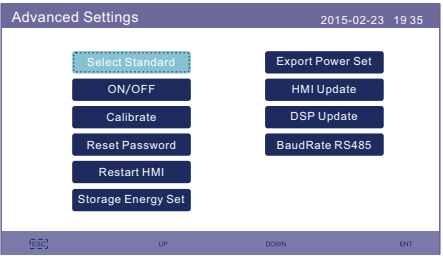 Advanced Settings 2015-02-23 19 35
Select Standard Export Power Set
ON/OFF HMI Update
Calibrate DSP Update
Reset Password BaudRate RS485
Restart HMI
Storage Energy Set
ESC UP DOWN ENT